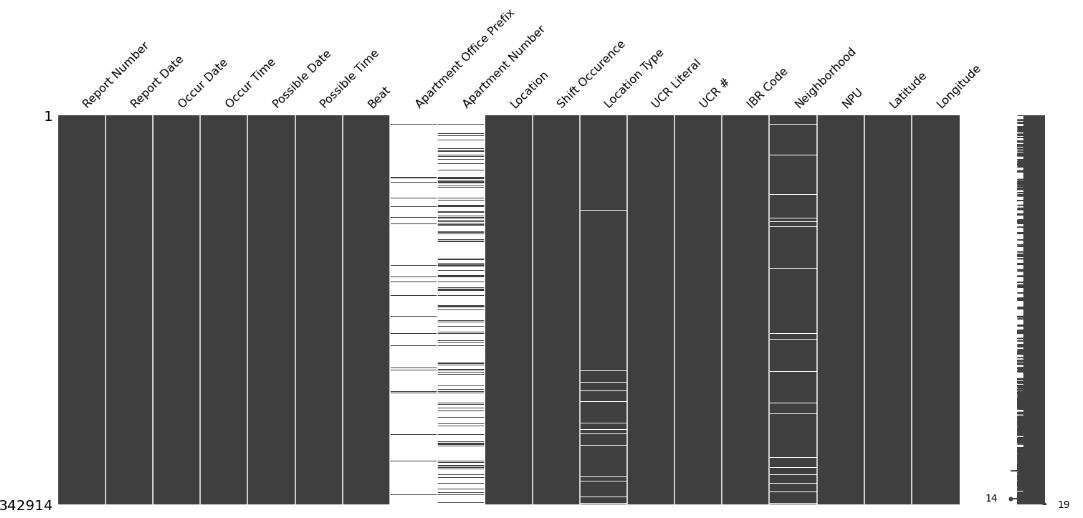 Report Number
Report Date
Occur Date
Occur Time
Possible Date
Possible Time
Beat
Apartment Office Prefix
Apartment Number
Location
Shift Occurence
Location Type
UCR Literal
UCR #
IBR Code
Neighborhood
NPU
Latitude
Longitude
1
342914
14
19